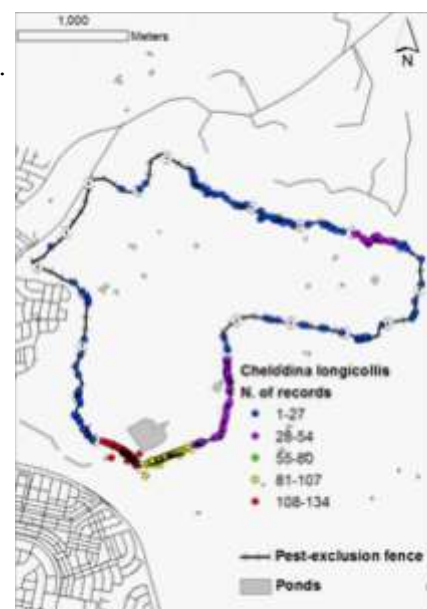 .
1,000
Meters
N
Chelodina longicollis
N. of records
1-27
28-54
55-80
81-107
108-134
Pest-exclusion fence
Ponds